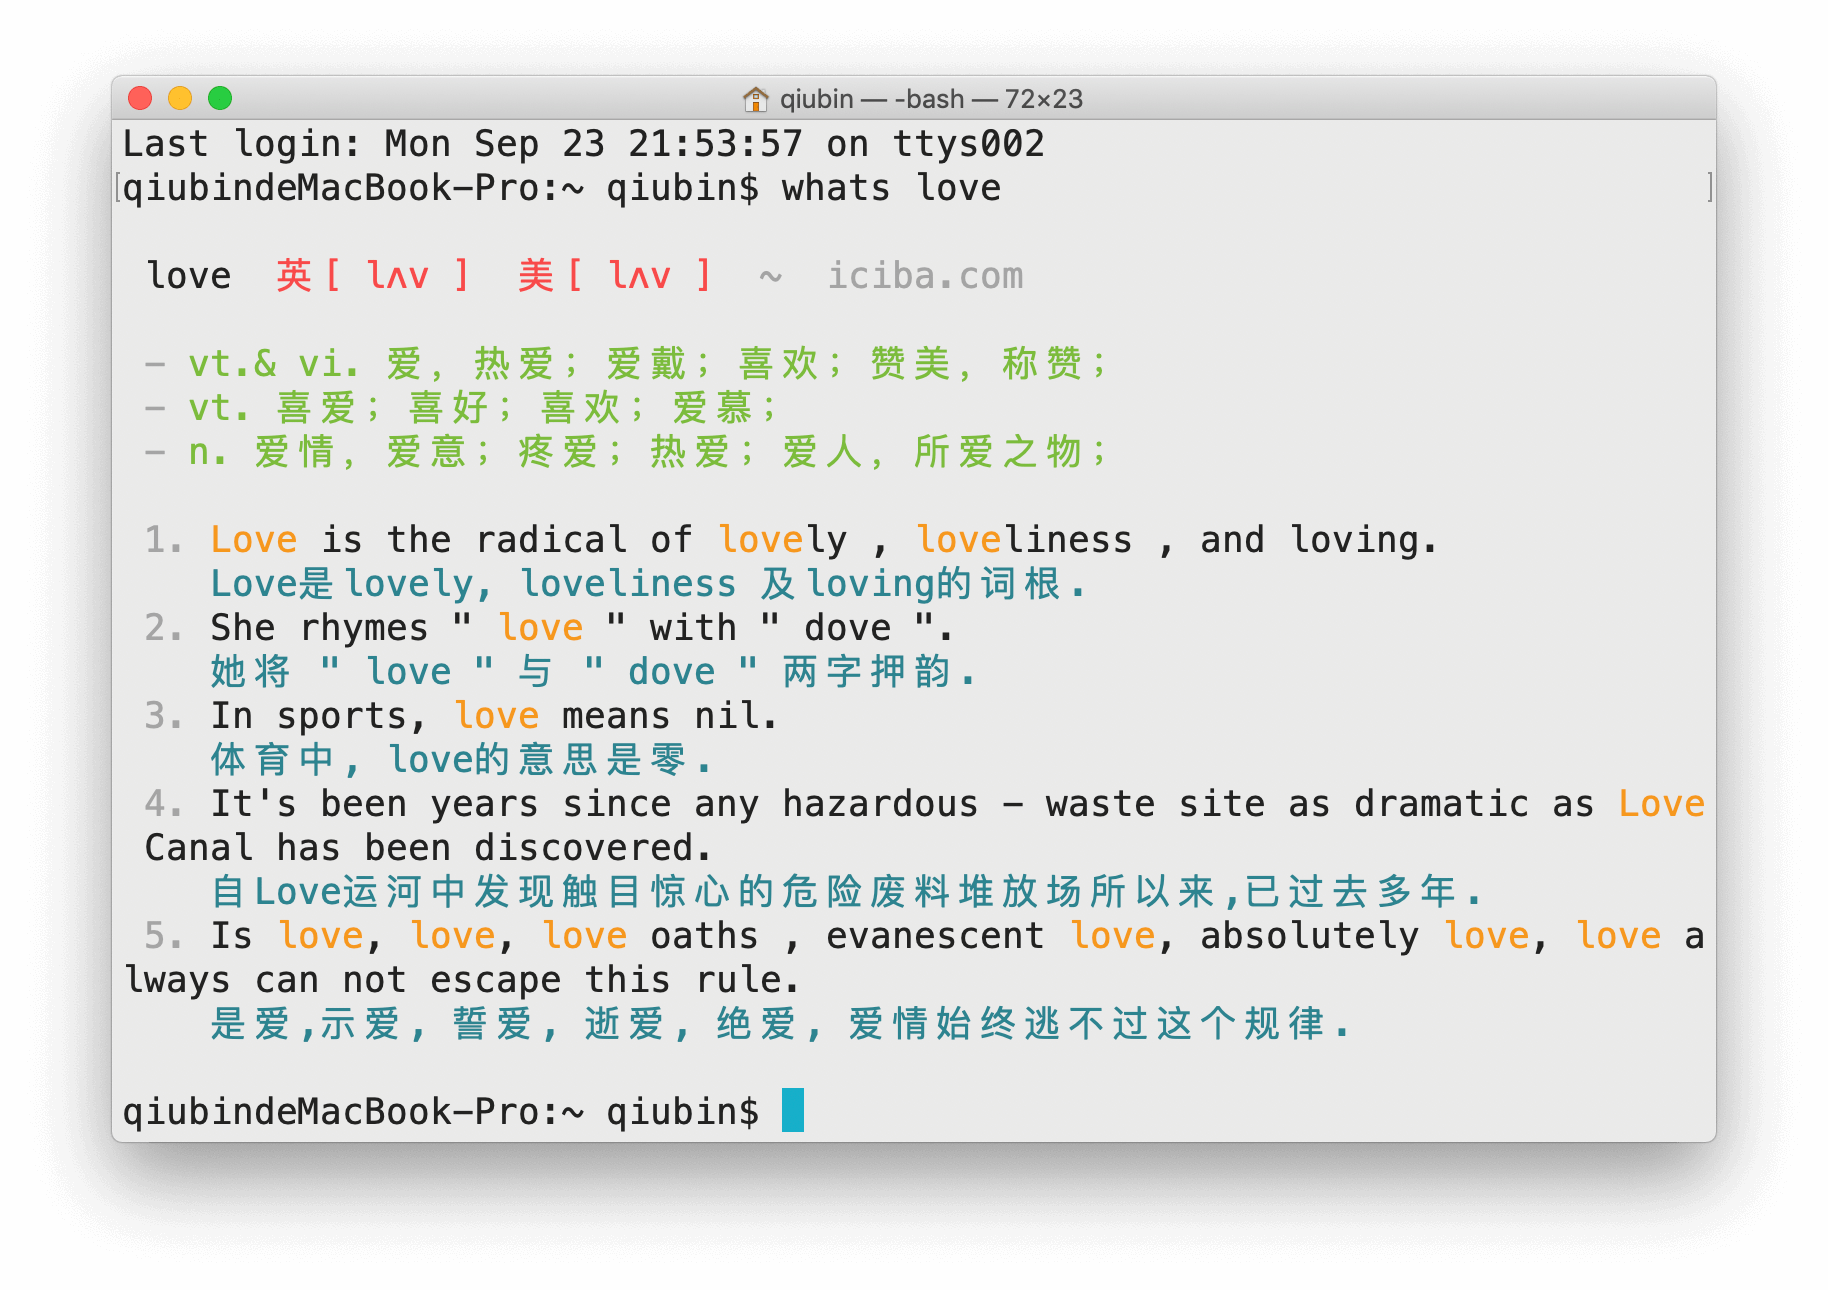 qiubin — -bash — 72×23
Last login: Mon Sep 23 21:53:57 on ttys002
[qiubindeMacBook-Pro:~ qiubin$ whats love ]
love 英[ lʌv ] 美[ lʌv ] ~ iciba.com
- vt.& vi. 爱, 热爱; 爱戴; 喜欢; 赞美, 称赞;
- vt. 喜爱; 喜好; 喜欢; 爱慕;
- n. 爱情, 爱意; 疼爱; 热爱; 爱人, 所爱之物;
1. Love is the radical of lovely , loveliness , and loving.
Love是lovely, loveliness 及loving的词根.
2. She rhymes " love " with " dove ".
她将 " love " 与 " dove " 两字押韵.
3. In sports, love means nil.
体育中, love的意思是零.
4. It's been years since any hazardous - waste site as dramatic as Love
Canal has been discovered.
自Love运河中发现触目惊心的危险废料堆放场所以来,已过去多年.
5. Is love, love, love oaths , evanescent love, absolutely love, love a
lways can not escape this rule.
是爱,示爱, 誓爱, 逝爱, 绝爱, 爱情始终逃不过这个规律.
qiubindeMacBook-Pro:~ qiubin$